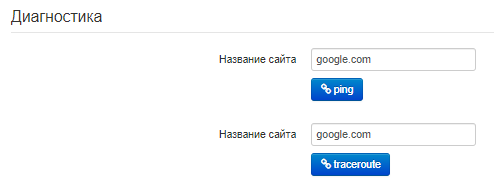 Диагностика
Название сайта google.com
ping
Название сайта google.com
traceroute